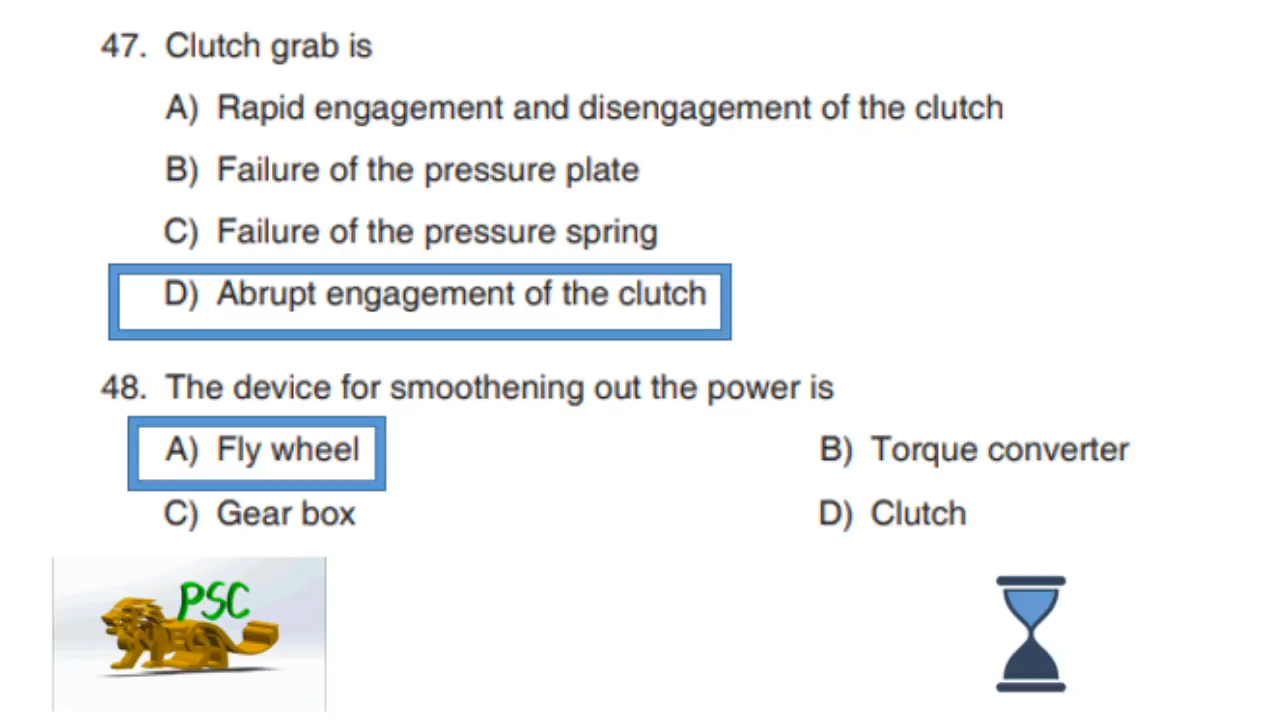 47. Clutch grab is
A) Rapid engagement and disengagement of the clutch
B) Failure of the pressure plate
C) Failure of the pressure spring
D) Abrupt engagement of the clutch
48. The device for smoothening out the power is
A) Fly wheel B) Torque converter
C) Gear box D) Clutch
PSC